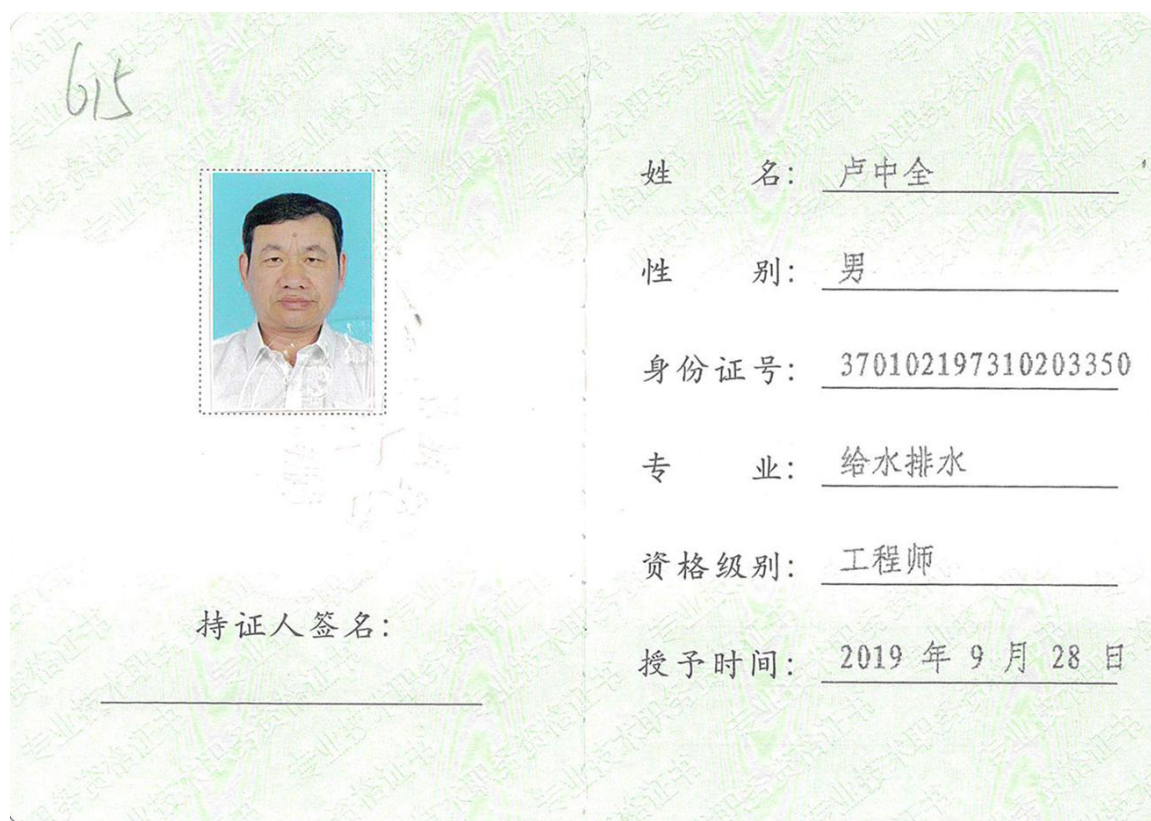 615
姓 名： 卢中全
性 别： 男
身份证号： 370102197310203350
专 业： 给水排水
资格级别： 工程师
持证人签名：
授予时间： 2019 年 9 月 28 日